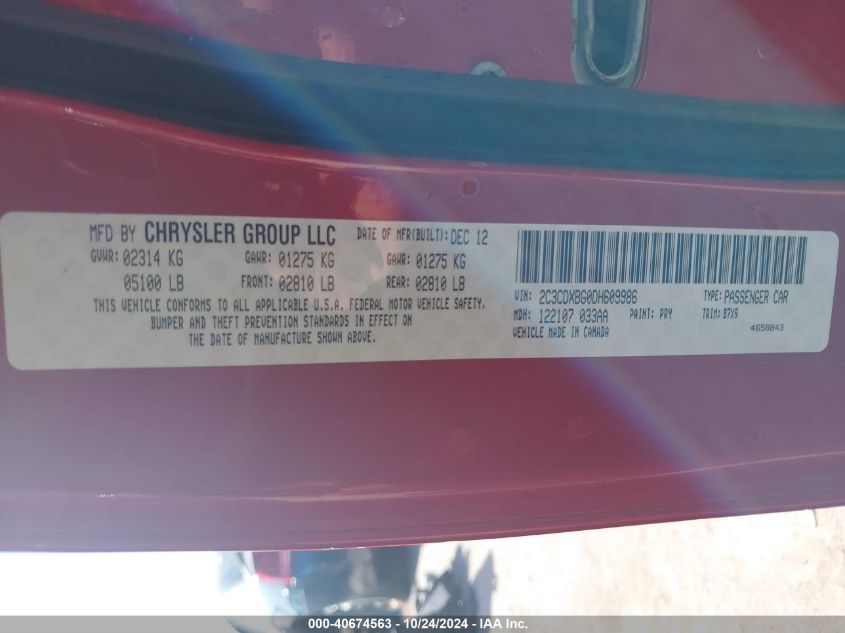 MFD BY CHRYSLER GROUP LLC DATE OF MFR(BUILT): DEC 12
GVWR: 02314 KG GAWR: 01275 KG GAWR: 01275 KG
05100 LB FRONT: 02810 LB REAR: 02810 LB
THIS VEHICLE CONFORMS TO ALL APPLICABLE U.S.A. FEDERAL MOTOR VEHICLE SAFETY,
BUMPER AND THEFT PREVENTION STANDARDS IN EFFECT ON
THE DATE OF MANUFACTURE SHOWN ABOVE.
VIN: 2C3CDXBG0DH609986 TYPE: PASSENGER CAR
MDH: 122107 033AA PAINT: PRY TRIM: B7X9
VEHICLE MADE IN CANADA 4658843
000-40674563 - 10/24/2024 - IAA Inc.